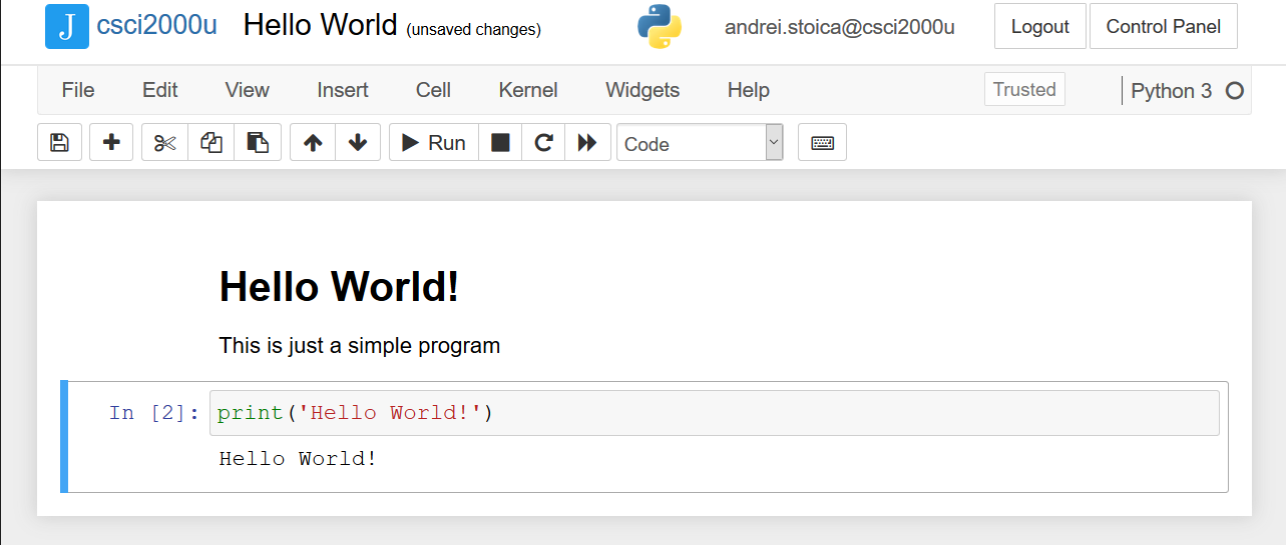 J csci2000u Hello World (unsaved changes) andrei.stoica@csci2000u Logout Control Panel
File Edit View Insert Cell Kernel Widgets Help Trusted Python 3
Run Code
Hello World!
This is just a simple program
In [2]: print('Hello World!')
Hello World!